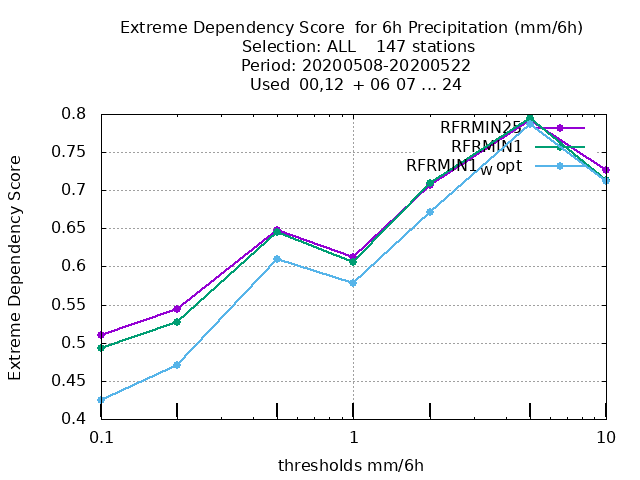 Extreme Dependency Score  for 6h Precipitation (mm/6h)
Selection: ALL    147 stations
Period: 20200508-20200522
Used  00,12  + 06 07 ... 24
RFRMIN25
RFRMIN1
RFRMIN1w opt
Extreme Dependency Score
0.8
0.75
0.7
0.65
0.6
0.55
0.5
0.45
0.4
0.1
1
10
thresholds mm/6h